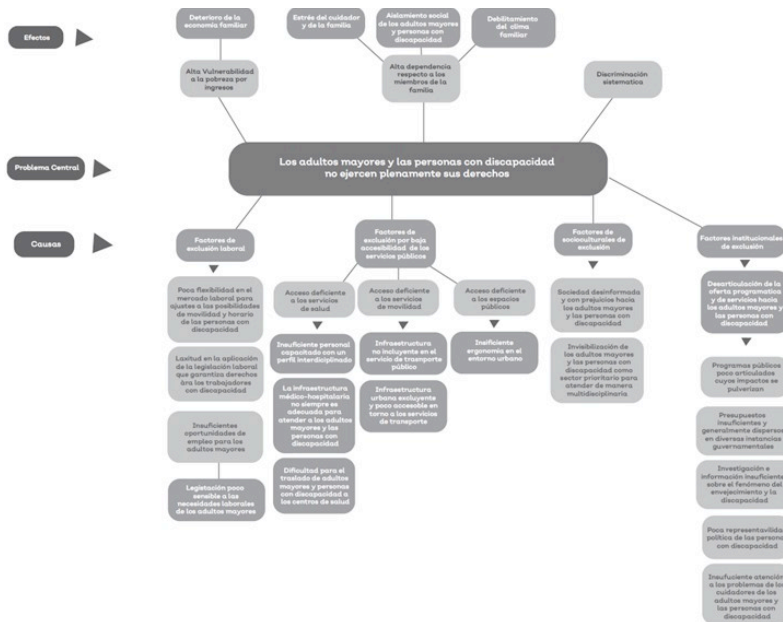 Efectos
Deterioro de la
economía familiar
Estrés del cuidador
y de la familia
Aislamiento social
de los adultos mayores
y personas con
discapacidad
Debilitamiento
del clima
familiar
Alta Vulnerabilidad
a la pobreza por
ingresos
Alta dependencia
respecto a los
miembros de la
familia
Discriminación
sistematica
Problema Central
Los adultos mayores y las personas con discapacidad
no ejercen plenamente sus derechos
Causas
Factores de
exclusión laboral
Poca flexibilidad en el
mercado laboral para
ajustes a las posibilidades
de movilidad y horario
de las personas con
discapacidad
Laxitud en la aplicación
de la legislación laboral
que garantiza derechos
àra los trabajadores
con discapacidad
Insuficientes
oportunidades de
empleo para los
adultos mayores
Legislación poco
sensible a las
necesidades laborales
de los adultos mayores
Factores de
exclusión por baja
accesibilidad de los
servicios públicos
Acceso deficiente
a los servicios
de salud
Insuficiente personal
capacitado con un
perfil interdiciplinado
La infraestructura
médico-hospitalaria
no siempre es
adecuada para
atender a los adultos
mayores y las
personas con
discapacidad
Dificultad para el
traslado de adultos
mayores y personas
con discapacidad a los
centros de salud
Acceso deficiente
a los servicios
de movilidad
Infraestructura
no incluyente en el
servicio de transporte
público
Infraestructura
urbana excluyente
y poco accesible en
torno a los servicios
de transporte
Acceso deficiente
a los espacios
públicos
Ineificiente
ergonomía en el
entorno urbano
Factores de
socioculturales de
exclusión
Sociedad desinformada
y con prejuicios hacia
los adultos mayores
y las personas con
discapacidad
Invisiblización de
los adultos mayores
y las personas con
discapacidad como
sector prioritario para
atender de manera
multidisciplinaria
Factores institucionales
de exclusión
Desarticulación de la
oferta programatica
y de servicios hacia
los adultos mayores y
las personas con
discapacidad
Programas públicos
poco articulados
cuyos impactos se
pulverizan
Presupuestos
insuficientes y
generalmente dispersos
en diversas instancias
guvernamentales
Investigación e
información insuficiente
sobre el fenómeno del
envejecimiento y la
discapacidad
Poca representavilidad
política de las personas
con discapacidad
Insufuciente atención
a los problemas de los
cuidadores de los
adultos mayores y
las personas con
discapacidad